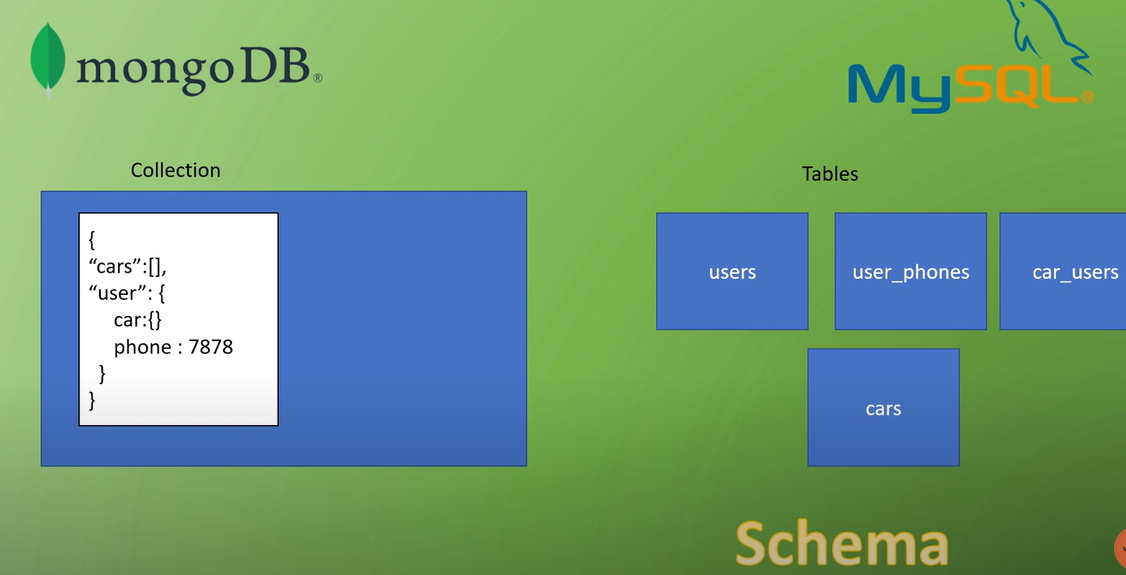 mongoDB®
MySQL®
Collection
Tables
{
“cars”:[],
“user”: {
car:{}
phone : 7878
}
}
users
user_phones
car_users
cars
Schema